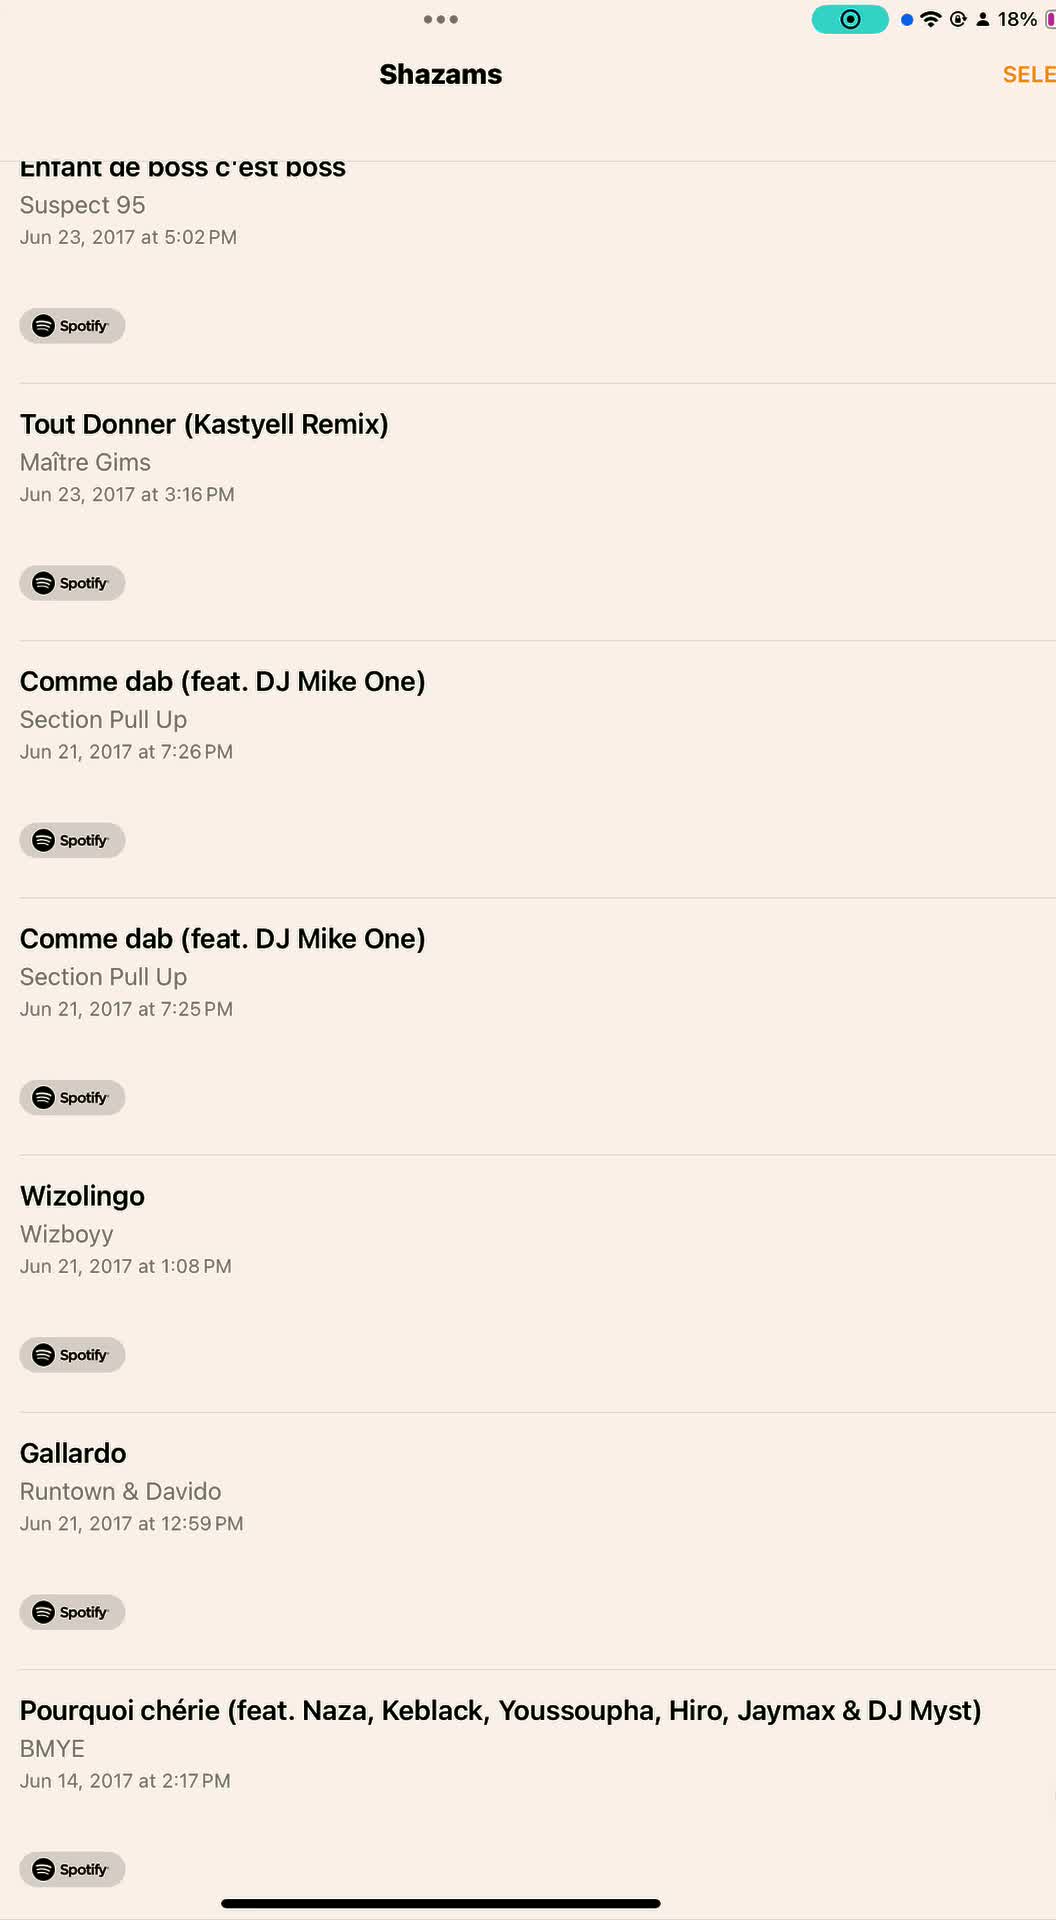 18%
Shazams
SELE
Enfant de boss c'est boss
Suspect 95
Jun 23, 2017 at 5:02 PM
Spotify
Tout Donner (Kastyell Remix)
Maître Gims
Jun 23, 2017 at 3:16 PM
Spotify
Comme dab (feat. DJ Mike One)
Section Pull Up
Jun 21, 2017 at 7:26 PM
Spotify
Comme dab (feat. DJ Mike One)
Section Pull Up
Jun 21, 2017 at 7:25 PM
Spotify
Wizolingo
Wizboyy
Jun 21, 2017 at 1:08 PM
Spotify
Gallardo
Runtown & Davido
Jun 21, 2017 at 12:59 PM
Spotify
Pourquoi chérie (feat. Naza, Keblack, Youssoupha, Hiro, Jaymax & DJ Myst)
BMYE
Jun 14, 2017 at 2:17 PM
Spotify